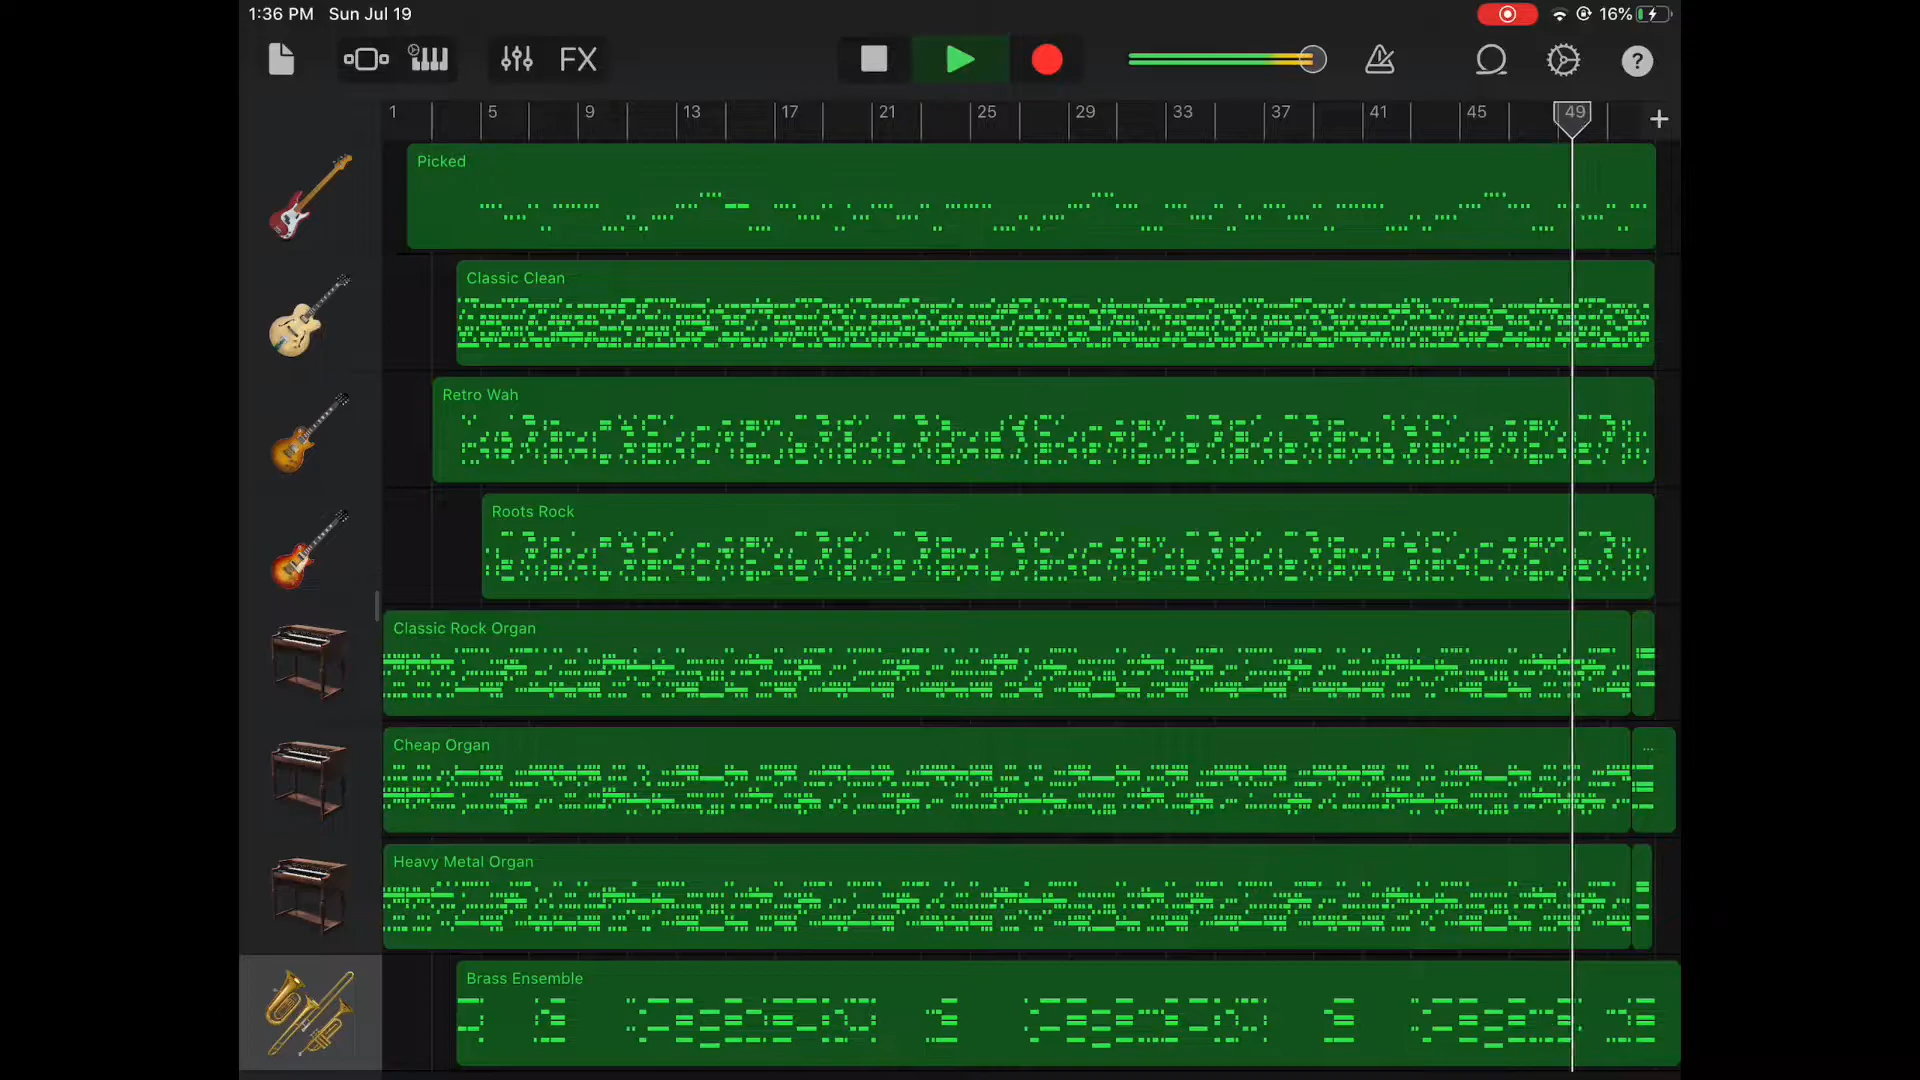 1:36 PM Sun Jul 19 16%
FX ?
1 5 9 13 17 21 25 29 33 37 41 45 49 +
Picked
Classic Clean
Retro Wah
Roots Rock
Classic Rock Organ
Cheap Organ ...
Heavy Metal Organ
Brass Ensemble